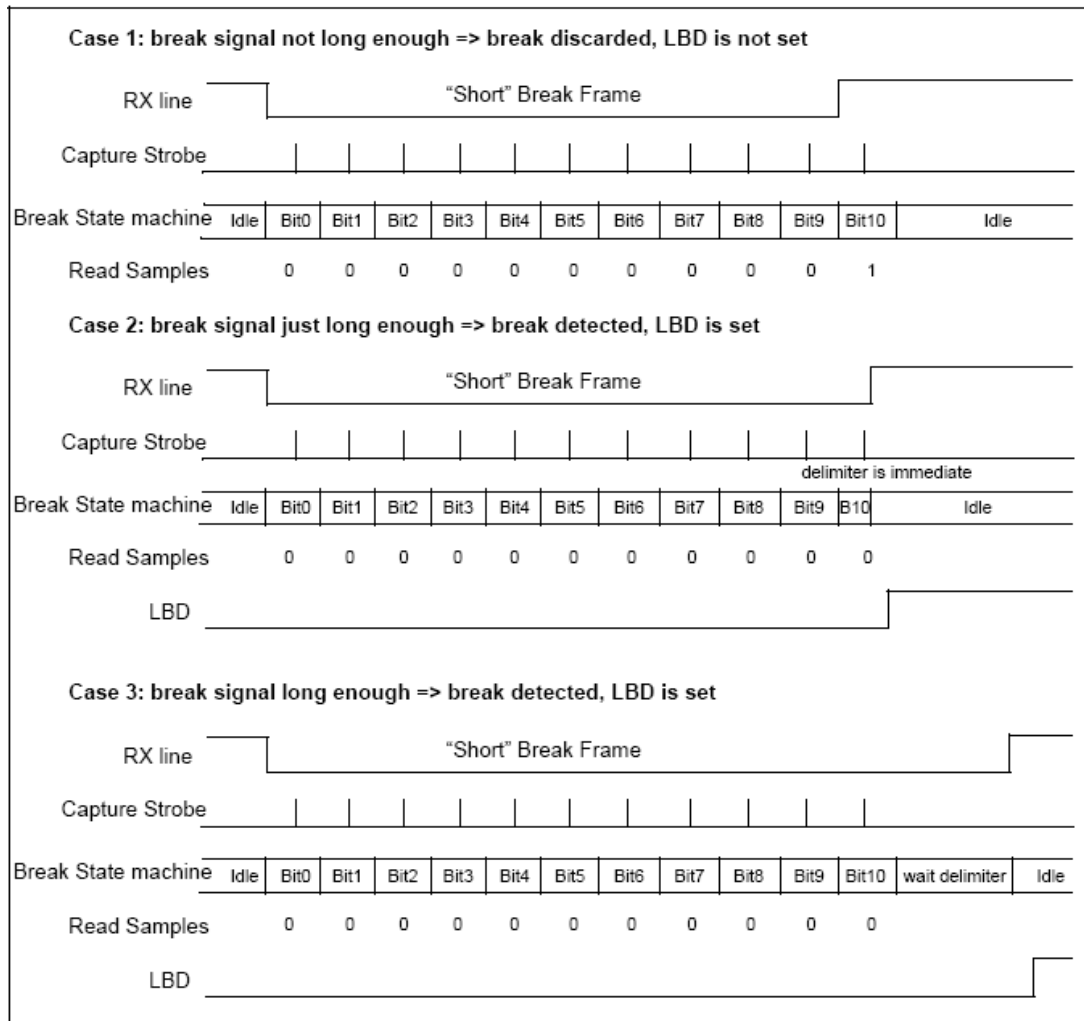 Case 1: break signal not long enough => break discarded, LBD is not set
RX line
“Short” Break Frame
Capture Strobe
Break State machine Idle Bit0 Bit1 Bit2 Bit3 Bit4 Bit5 Bit6 Bit7 Bit8 Bit9 Bit10 Idle
Read Samples 0 0 0 0 0 0 0 0 0 0 1
Case 2: break signal just long enough => break detected, LBD is set
RX line
“Short” Break Frame
Capture Strobe
delimiter is immediate
Break State machine Idle Bit0 Bit1 Bit2 Bit3 Bit4 Bit5 Bit6 Bit7 Bit8 Bit9 B10 Idle
Read Samples 0 0 0 0 0 0 0 0 0 0 0
LBD
Case 3: break signal long enough => break detected, LBD is set
RX line
“Short” Break Frame
Capture Strobe
Break State machine Idle Bit0 Bit1 Bit2 Bit3 Bit4 Bit5 Bit6 Bit7 Bit8 Bit9 Bit10 wait delimiter Idle
Read Samples 0 0 0 0 0 0 0 0 0 0 0
LBD